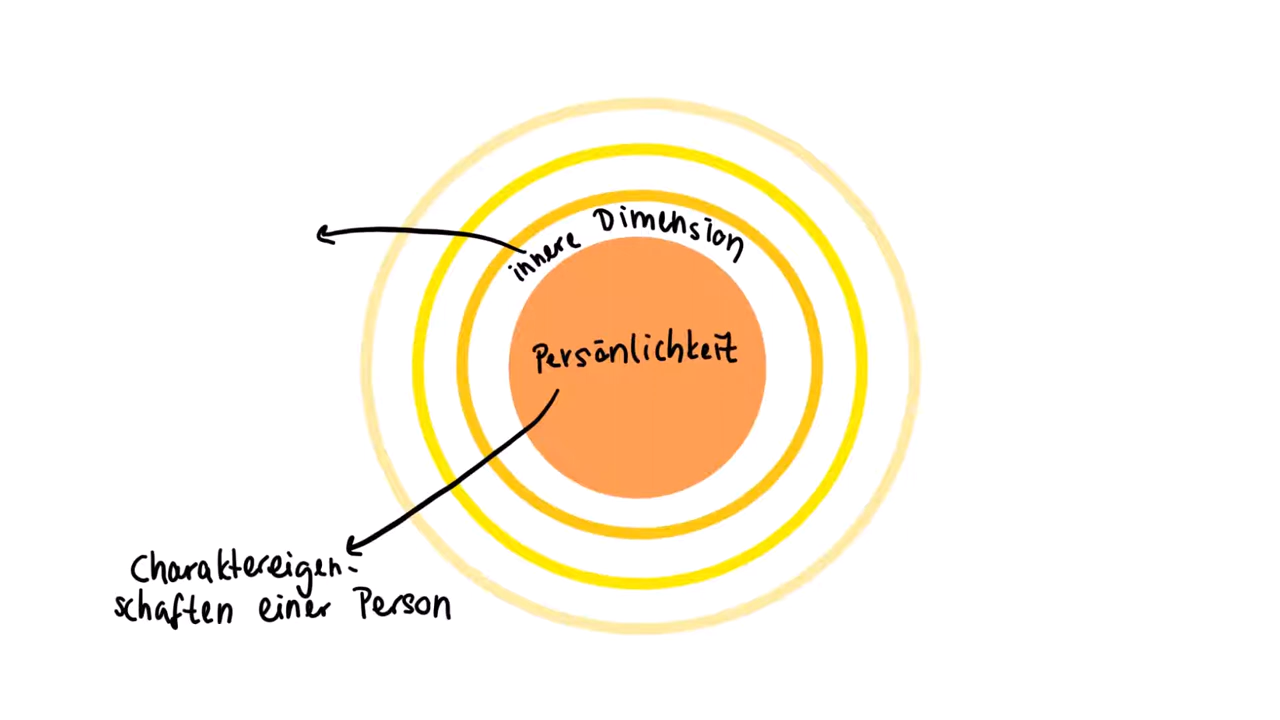 innere Dimension
Persönlichkeit
Charaktereigen-
schaften einer Person